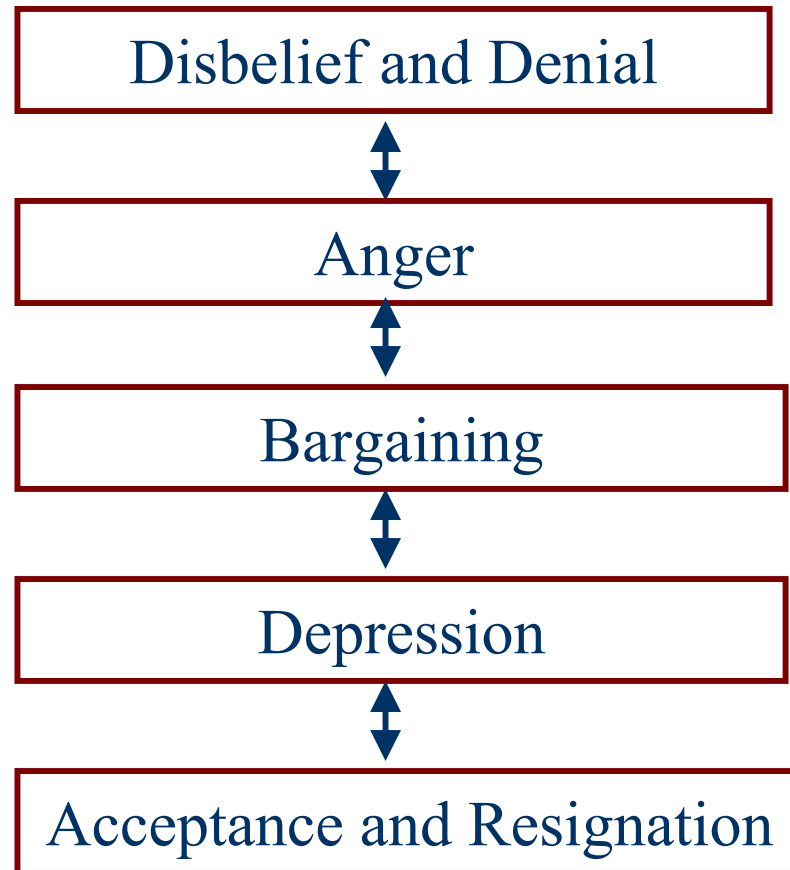 Disbelief and Denial
Anger
Bargaining
Depression
Acceptance and Resignation